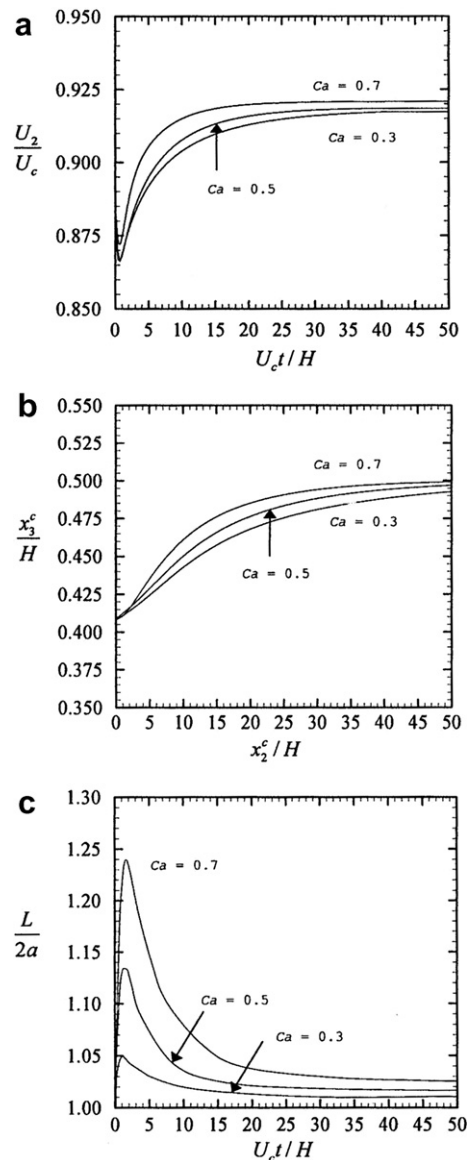 a
0.950
0.925
0.900
0.875
0.850
U₂
U_c
Ca = 0.7
Ca = 0.3
Ca = 0.5
0 5 10 15 20 25 30 35 40 45 50
U_c t / H
b
0.550
0.525
0.500
0.475
0.450
0.425
0.400
0.375
0.350
x₃ᶜ
H
Ca = 0.7
Ca = 0.3
Ca = 0.5
0 5 10 15 20 25 30 35 40 45 50
x₂ᶜ / H
c
1.30
1.25
1.20
1.15
1.10
1.05
1.00
L
2a
Ca = 0.7
Ca = 0.5
Ca = 0.3
0 5 10 15 20 25 30 35 40 45 50
U_c t / H